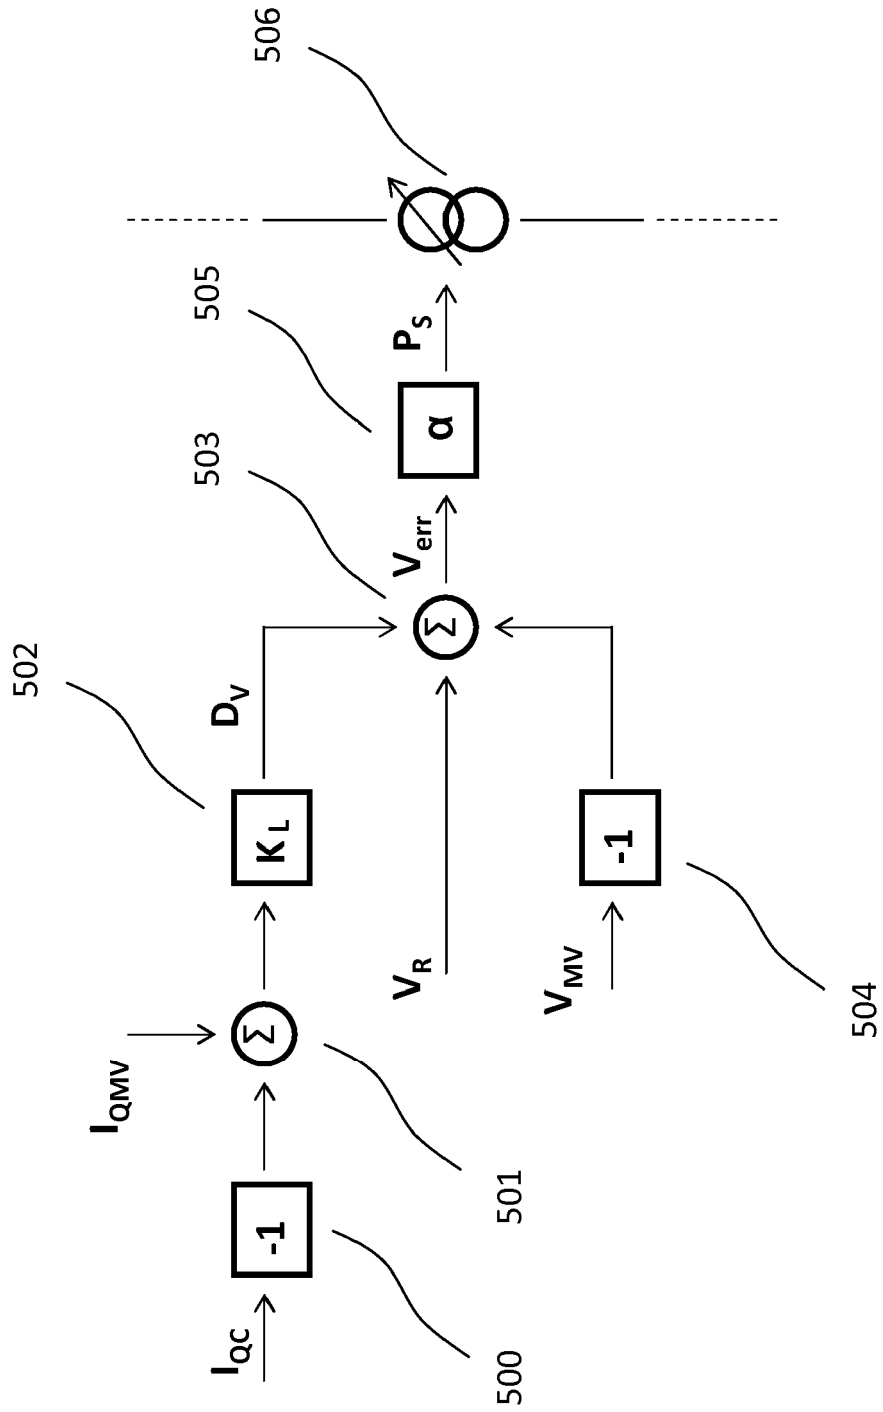 I_QC
-1
500
I_QMV
Σ
501
K_L
502
D_V
V_R
V_MV
-1
504
Σ
503
V_err
α
505
P_S
506